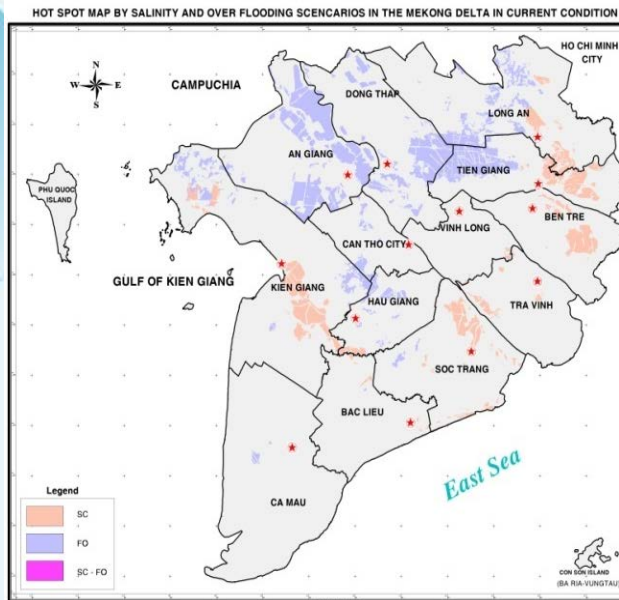 HOT SPOT MAP BY SALINITY AND OVER FLOODING SCENCARIOS IN THE MEKONG DELTA IN CURRENT CONDITION
HO CHI MINH
CITY
N
W E
S
CAMPUCHIA
DONG THAP
LONG AN
AN GIANG
TIEN GIANG
PHU QUOC
ISLAND
BEN TRE
VINH LONG
CAN THO CITY
GULF OF KIEN GIANG
KIEN GIANG
HAU GIANG
TRA VINH
SOC TRANG
BAC LIEU
East Sea
CA MAU
Legend
SC
FO
SC - FO
CON SON ISLAND
(BA RIA-VUNGTAU)